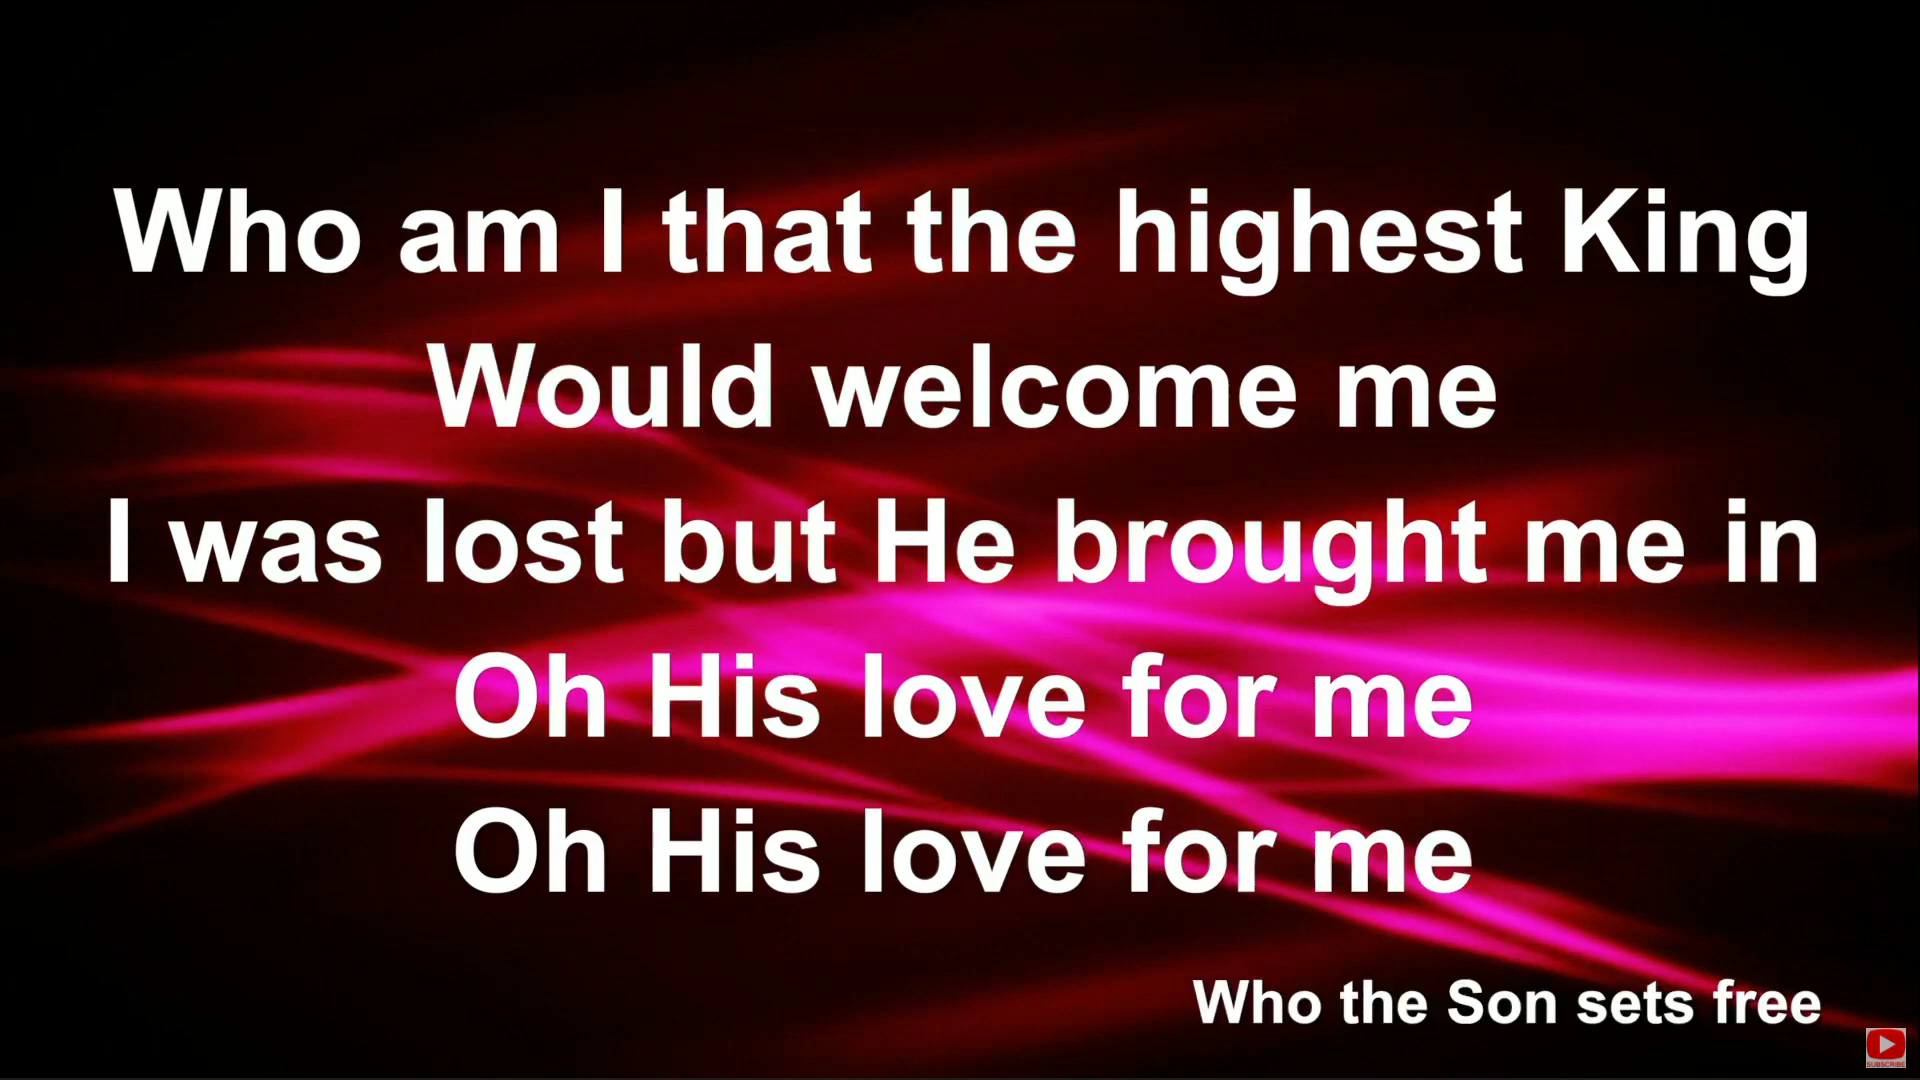 Who am I that the highest King
Would welcome me
I was lost but He brought me in
Oh His love for me
Oh His love for me
Who the Son sets free
SUBSCRIBE